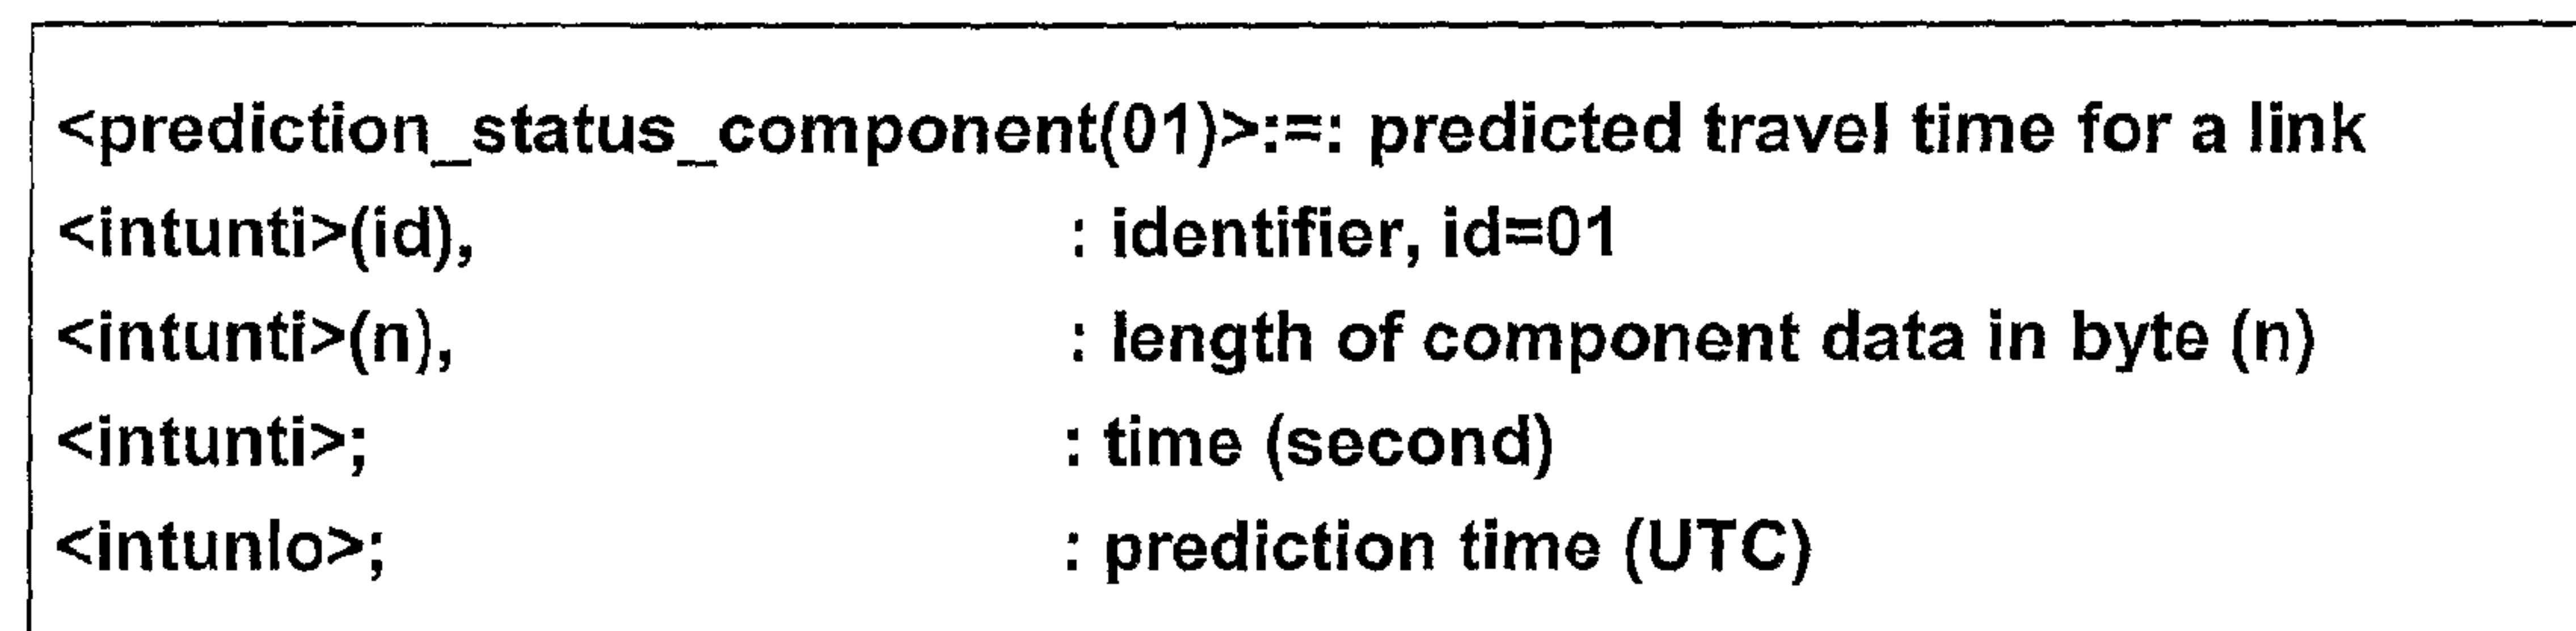 <prediction_status_component(01)>:=: predicted travel time for a link
<intunti>(id), : identifier, id=01
<intunti>(n), : length of component data in byte (n)
<intunti>; : time (second)
<intunlo>; : prediction time (UTC)